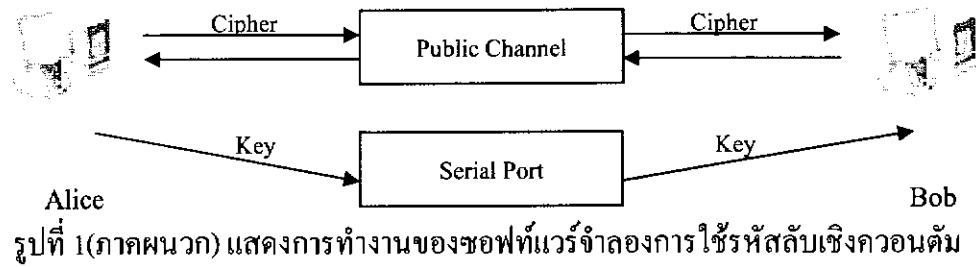 Cipher
Cipher
Public Channel
Key
Key
Serial Port
Alice
Bob
รูปที่ 1(ภาคผนวก) แสดงการทำงานของซอฟท์แวร์จำลองการใช้รหัสลับเชิงควอนตัม